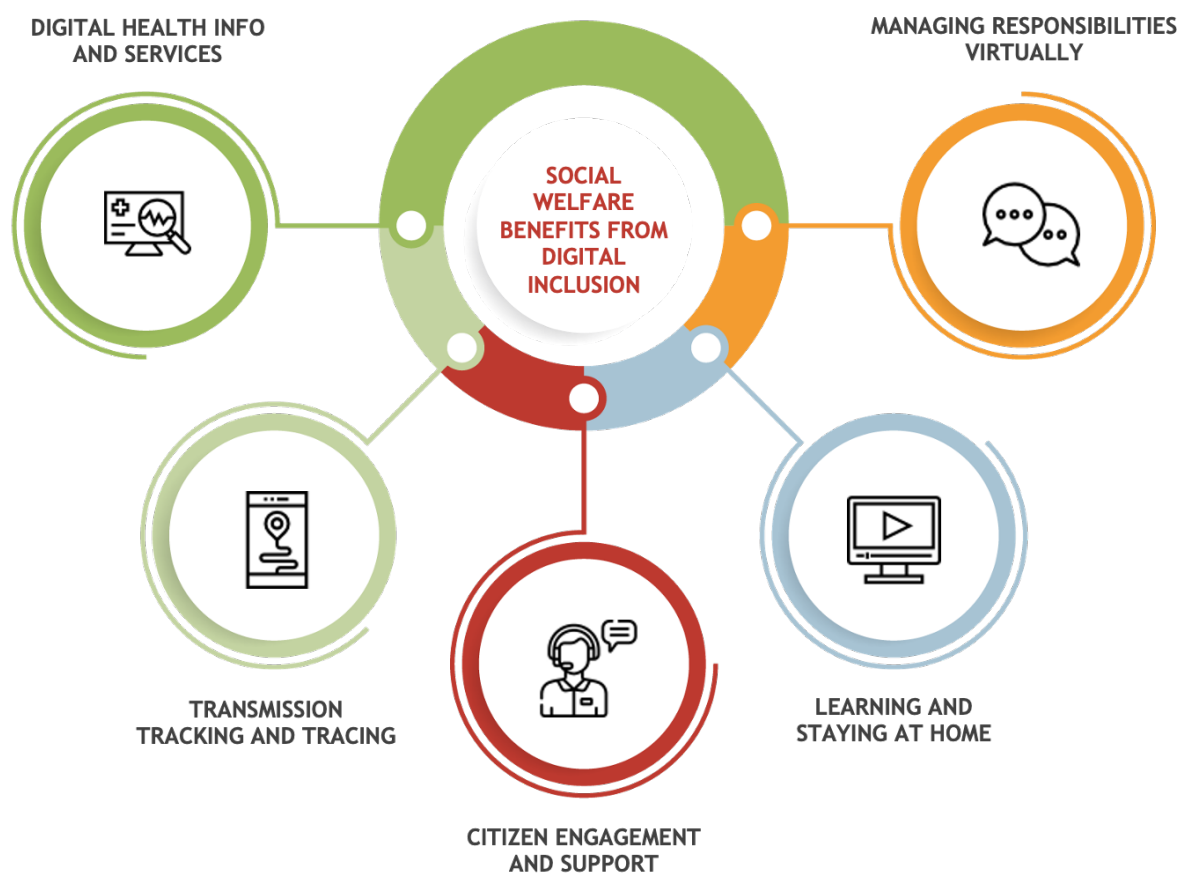 DIGITAL HEALTH INFO
AND SERVICES
MANAGING RESPONSIBILITIES
VIRTUALLY
SOCIAL
WELFARE
BENEFITS FROM
DIGITAL
INCLUSION
TRANSMISSION
TRACKING AND TRACING
LEARNING AND
STAYING AT HOME
CITIZEN ENGAGEMENT
AND SUPPORT